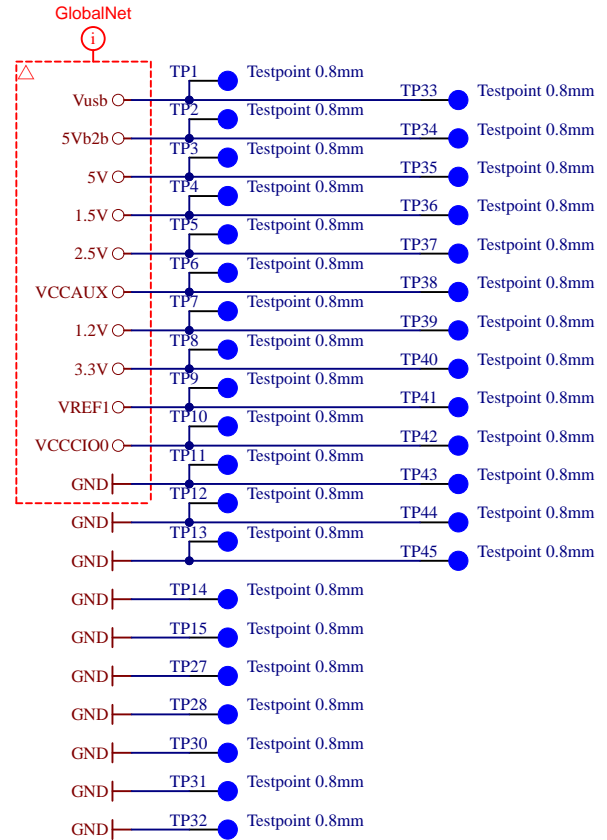 GlobalNet
i
TP1 Testpoint 0.8mm
Vusb TP33 Testpoint 0.8mm
TP2 Testpoint 0.8mm
5Vb2b TP34 Testpoint 0.8mm
TP3 Testpoint 0.8mm
5V TP35 Testpoint 0.8mm
TP4 Testpoint 0.8mm
1.5V TP36 Testpoint 0.8mm
TP5 Testpoint 0.8mm
2.5V TP37 Testpoint 0.8mm
TP6 Testpoint 0.8mm
VCCAUX TP38 Testpoint 0.8mm
TP7 Testpoint 0.8mm
1.2V TP39 Testpoint 0.8mm
TP8 Testpoint 0.8mm
3.3V TP40 Testpoint 0.8mm
TP9 Testpoint 0.8mm
VREF1 TP41 Testpoint 0.8mm
TP10 Testpoint 0.8mm
VCCCIO0 TP42 Testpoint 0.8mm
TP11 Testpoint 0.8mm
GND TP43 Testpoint 0.8mm
TP12 Testpoint 0.8mm
GND TP44 Testpoint 0.8mm
TP13 Testpoint 0.8mm
GND TP45 Testpoint 0.8mm
GND TP14 Testpoint 0.8mm
GND TP15 Testpoint 0.8mm
GND TP27 Testpoint 0.8mm
GND TP28 Testpoint 0.8mm
GND TP30 Testpoint 0.8mm
GND TP31 Testpoint 0.8mm
GND TP32 Testpoint 0.8mm